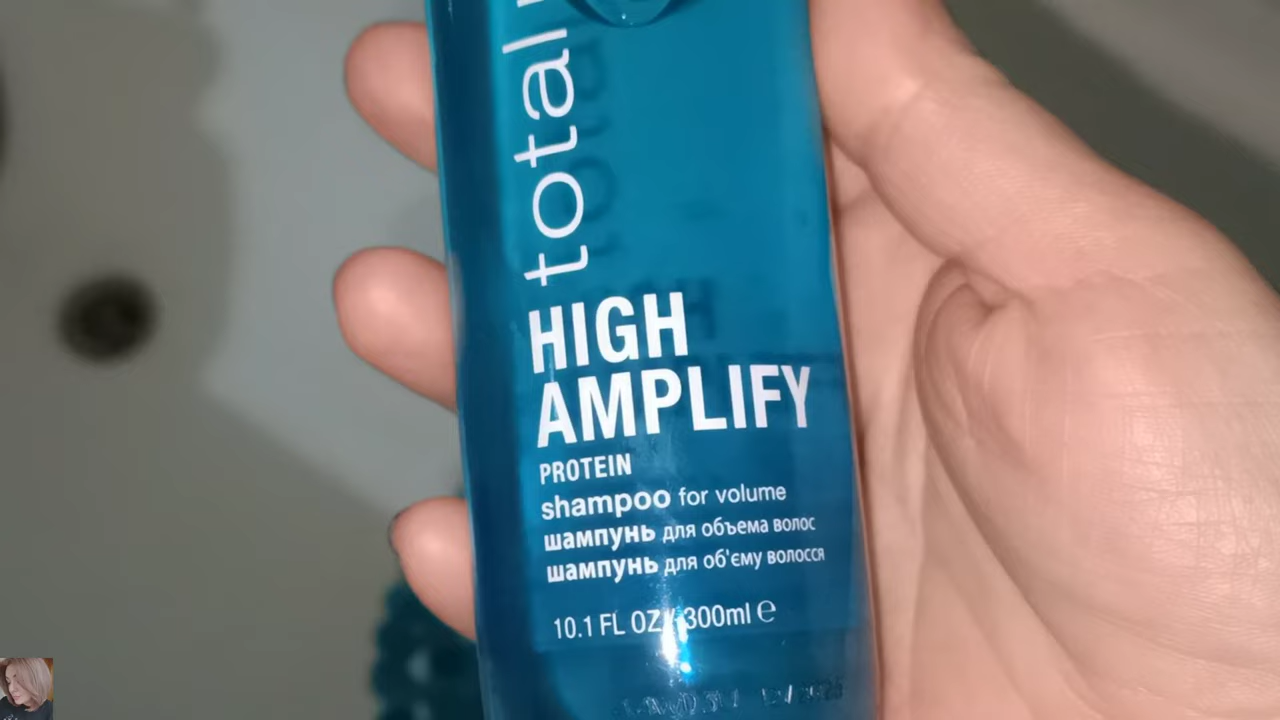 total
HIGH
AMPLIFY
PROTEIN
shampoo for volume
шампунь для объема волос
шампунь для об'єму волосся
10.1 FL OZ/ 300ml ℮